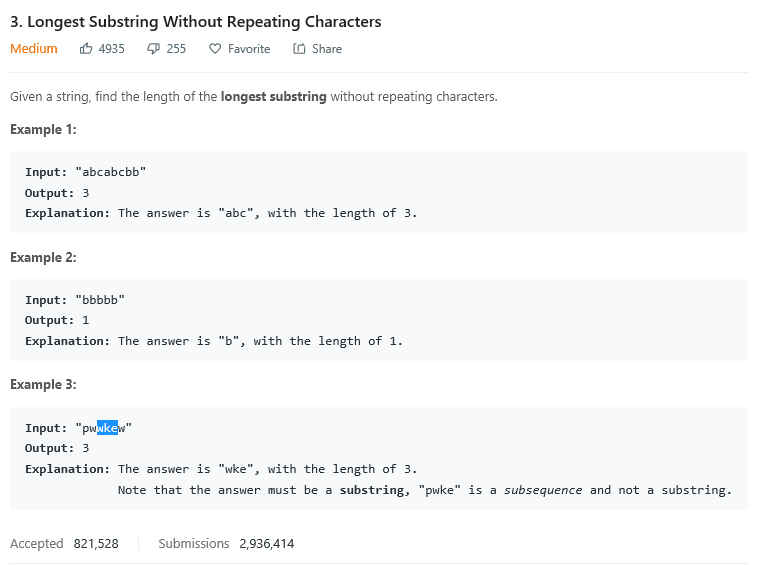 3. Longest Substring Without Repeating Characters
Medium 4935 255 Favorite Share
Given a string, find the length of the longest substring without repeating characters.
Example 1:
Input: "abcabcbb"
Output: 3
Explanation: The answer is "abc", with the length of 3.
Example 2:
Input: "bbbbb"
Output: 1
Explanation: The answer is "b", with the length of 1.
Example 3:
Input: "pwwkew"
Output: 3
Explanation: The answer is "wke", with the length of 3.
Note that the answer must be a substring, "pwke" is a subsequence and not a substring.
Accepted 821,528 Submissions 2,936,414